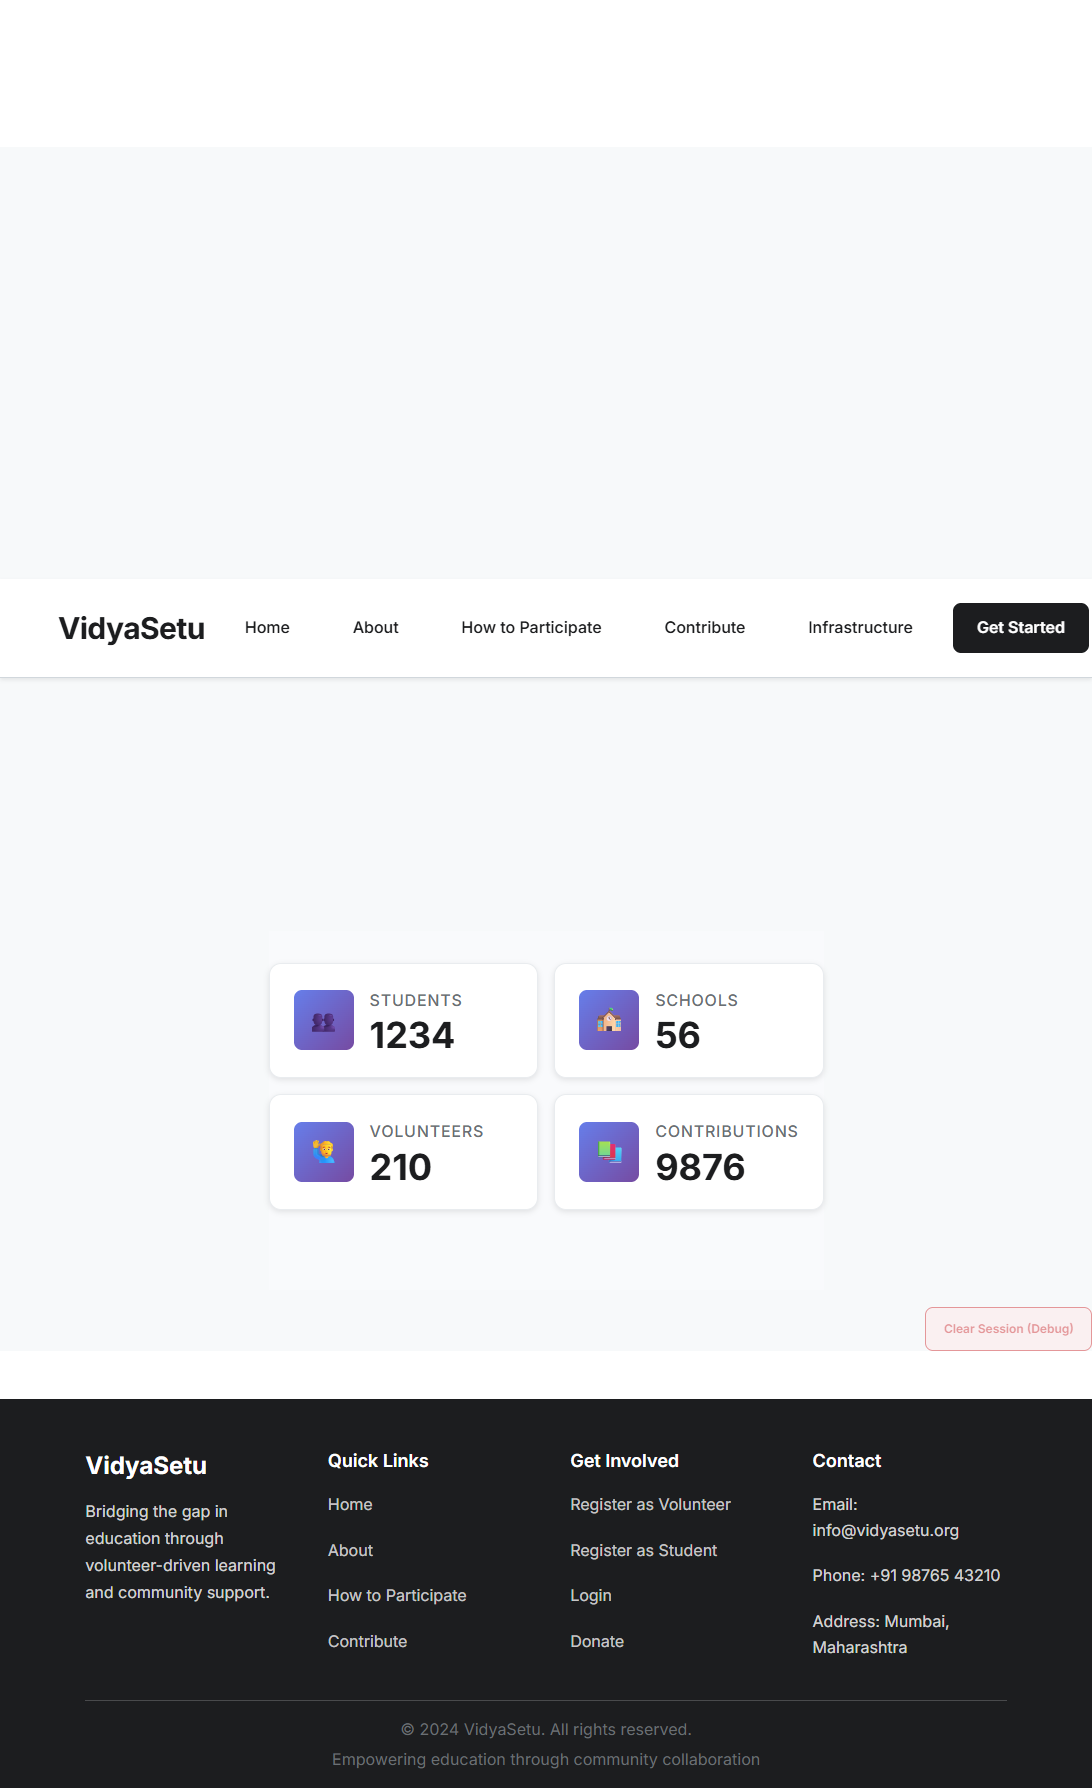 VidyaSetu
Home
About
How to Participate
Contribute
Infrastructure
Get Started
STUDENTS
1234
SCHOOLS
56
VOLUNTEERS
210
CONTRIBUTIONS
9876
Clear Session (Debug)
VidyaSetu
Bridging the gap in
education through
volunteer-driven learning
and community support.
Quick Links
Home
About
How to Participate
Contribute
Get Involved
Register as Volunteer
Register as Student
Login
Donate
Contact
Email:
info@vidyasetu.org
Phone: +91 98765 43210
Address: Mumbai,
Maharashtra
© 2024 VidyaSetu. All rights reserved.
Empowering education through community collaboration